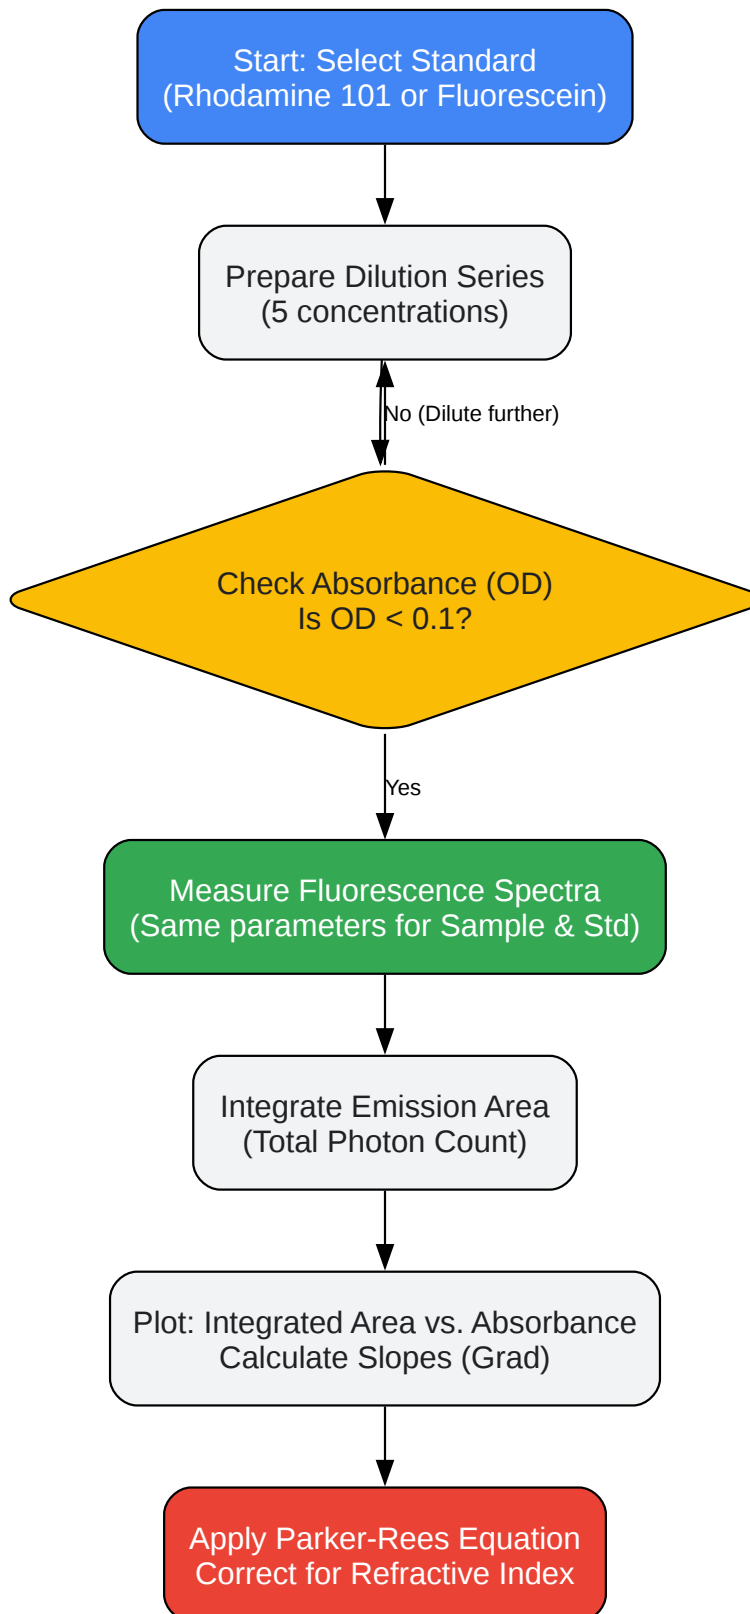 Start: Select Standard
(Rhodamine 101 or Fluorescein)
Prepare Dilution Series
(5 concentrations)
No (Dilute further)
Check Absorbance (OD)
Is OD < 0.1?
Yes
Measure Fluorescence Spectra
(Same parameters for Sample & Std)
Integrate Emission Area
(Total Photon Count)
Plot: Integrated Area vs. Absorbance
Calculate Slopes (Grad)
Apply Parker-Rees Equation
Correct for Refractive Index